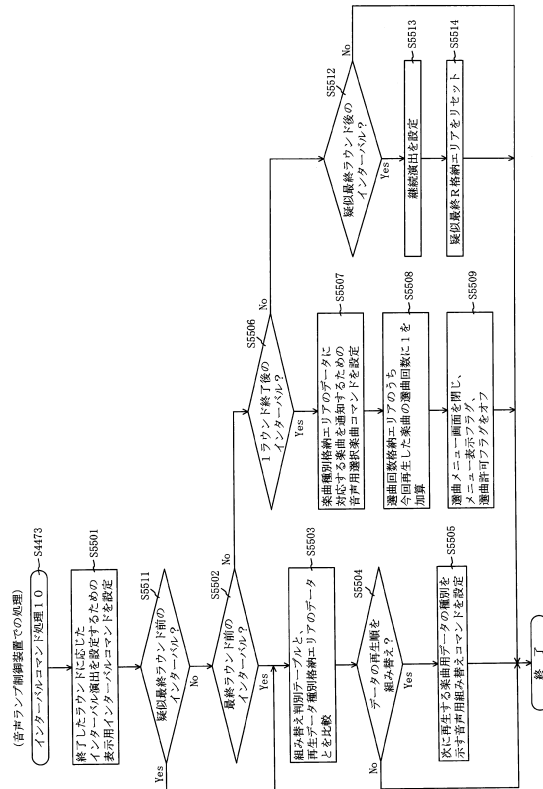 (音声ランプ制御装置での処理)
インターバルコマンド処理10
S4473
終了したラウンドに応じた
インターバル演出を設定するための
表示用インターバルコマンドを設定
S5501
疑似最終ラウンド前の
インターバル?
S5511
Yes
No
最終ラウンド前の
インターバル?
S5502
No
Yes
組み替え判別テーブルと、
再生データ種別格納エリアのデータ
とを比較
S5503
データの再生順を
組み替え?
S5504
No
Yes
次に再生する楽曲用データの種別を
示す音声用組み替えコマンドを設定
S5505
1ラウンド終了後の
インターバル?
S5506
No
Yes
楽曲種別格納エリアのデータに
対応する楽曲を通知するための
音声用選択楽曲コマンドを設定
S5507
選曲回数格納エリアのうち
今回再生した楽曲の選曲回数に1を
加算
S5508
選曲メニュー画面を閉じ、
メニュー表示フラグ、
選曲許可フラグをオフ
S5509
疑似最終ラウンド後の
インターバル?
S5512
No
Yes
継続演出を設定
S5513
疑似最終R格納エリアをリセット
S5514
終了